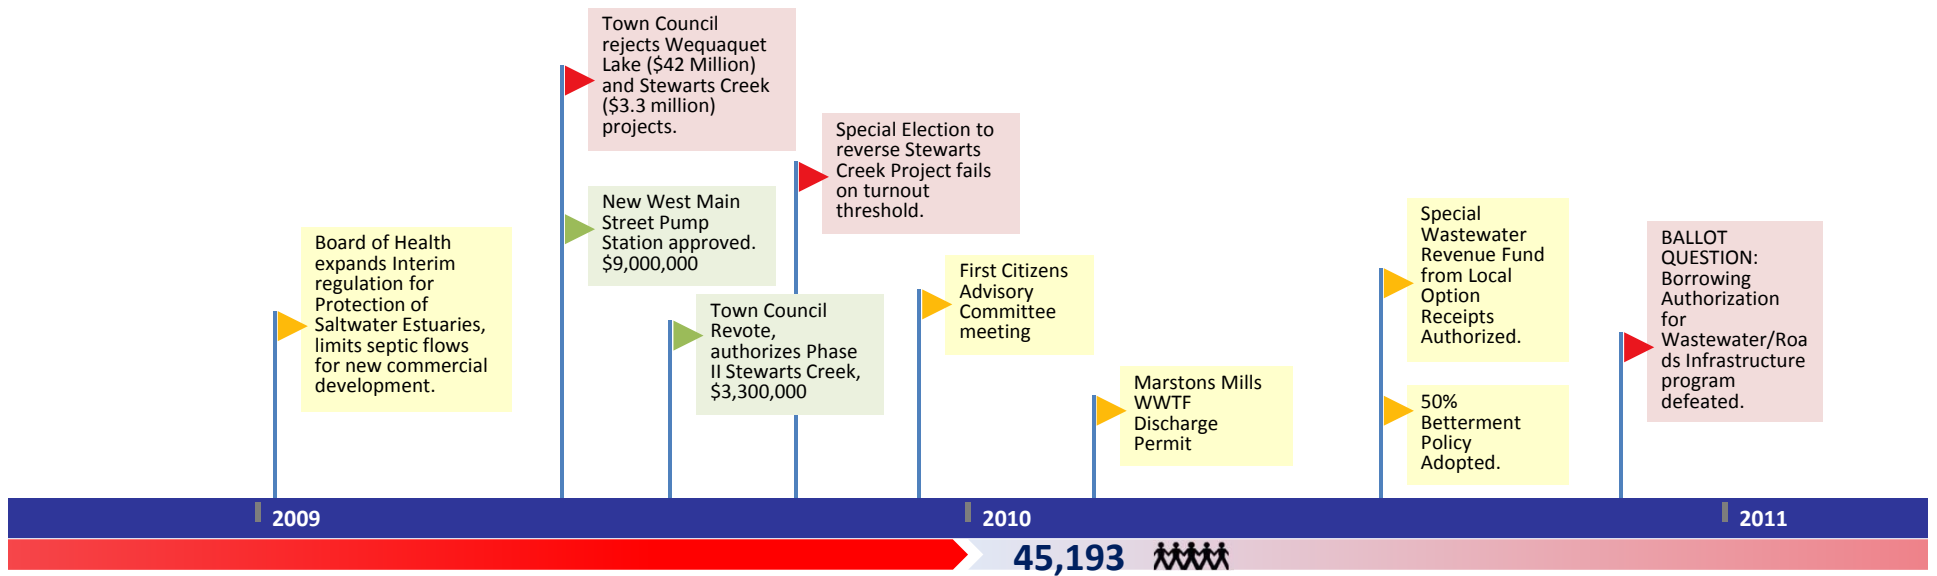 Town Council
rejects Wequaquet
Lake ($42 Million)
and Stewarts Creek
($3.3 million)
projects.
Special Election to
reverse Stewarts
Creek Project fails
on turnout
threshold.
New West Main
Street Pump
Station approved.
$9,000,000
Board of Health
expands Interim
regulation for
Protection of
Saltwater Estuaries,
limits septic flows
for new commercial
development.
Town Council
Revote,
authorizes Phase
II Stewarts Creek,
$3,300,000
First Citizens
Advisory
Committee
meeting
Marstons Mills
WWTF
Discharge
Permit
Special
Wastewater
Revenue Fund
from Local
Option
Receipts
Authorized.
50%
Betterment
Policy
Adopted.
BALLOT
QUESTION:
Borrowing
Authorization
for
Wastewater/Roa
ds Infrastructure
program
defeated.
2009
2010
2011
45,193